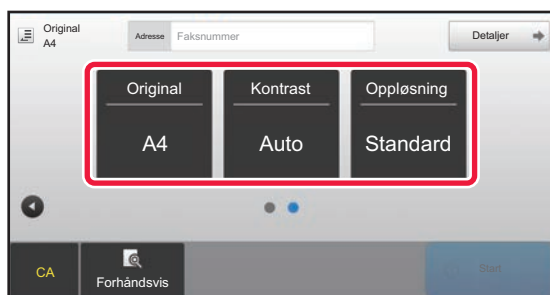 Original
A4
Adresse Faksnummer
Detaljer
Original Kontrast Oppløsning
A4 Auto Standard
CA
Forhåndsvis
Start